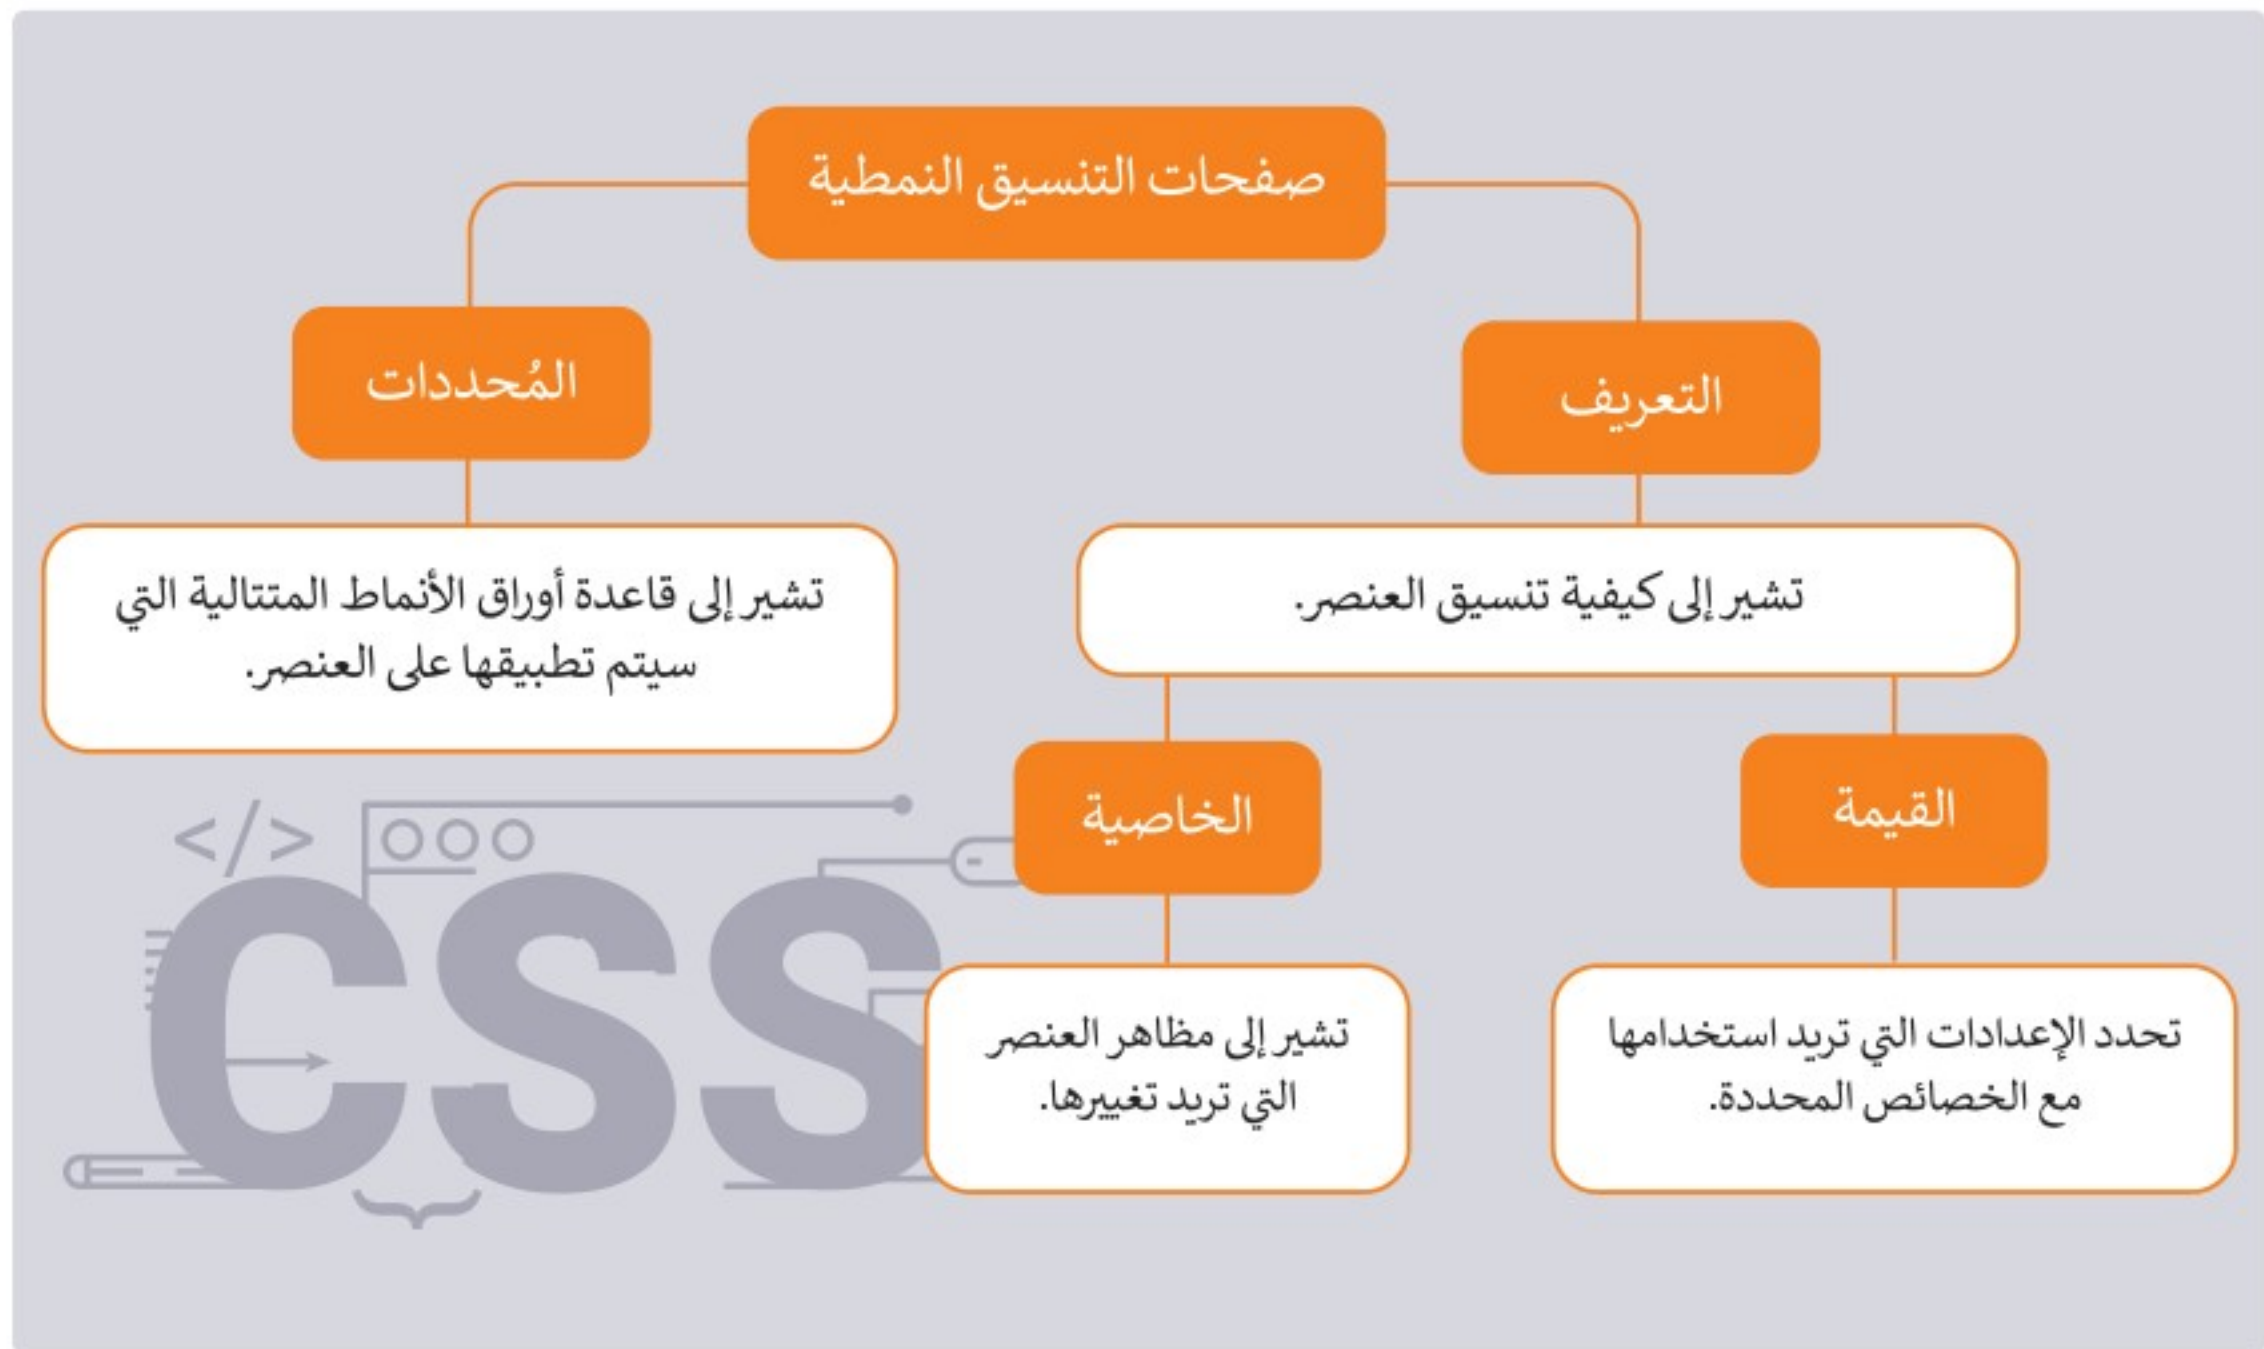 صفحات التنسيق النمطية
التعريف
المُحددات
تشير إلى كيفية تنسيق العنصر.
تشير إلى قاعدة أوراق الأنماط المتتالية التي
سيتم تطبيقها على العنصر.
القيمة
الخاصية
تحدد الإعدادات التي تريد استخدامها
مع الخصائص المحددة.
تشير إلى مظاهر العنصر
التي تريد تغييرها.
</>
CSS